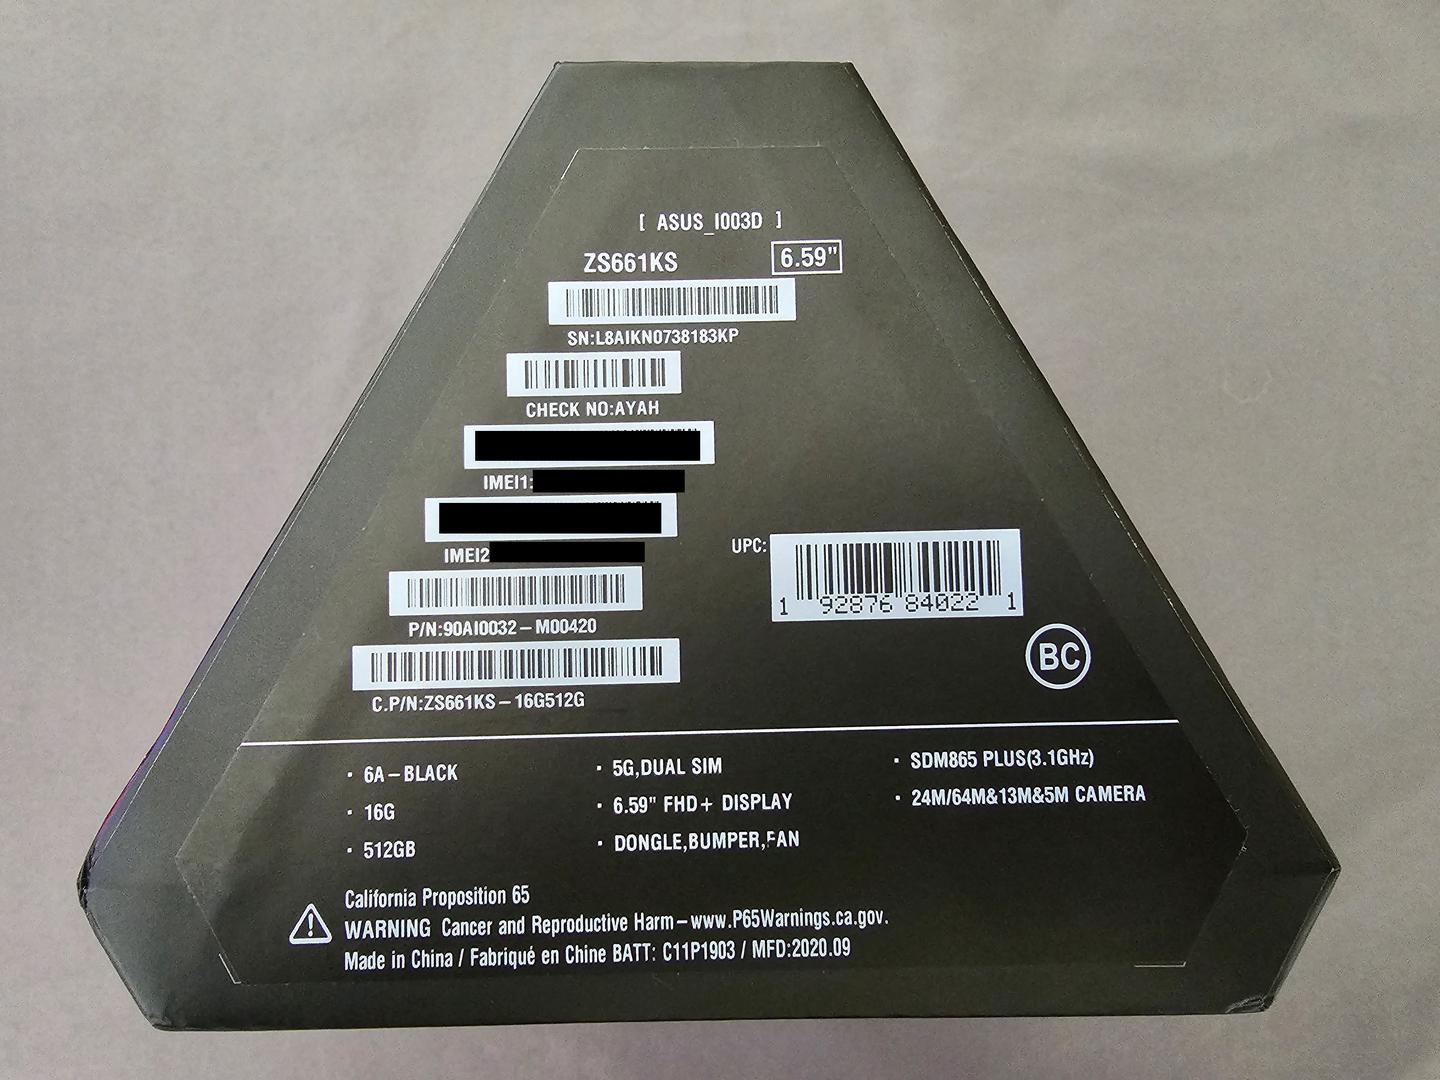 [ ASUS_I003D ]
ZS661KS 6.59"
SN:L8AIKN0738183KP
CHECK NO:AYAH
IMEI1:
IMEI2
UPC:
1 92876 84022 1
P/N:90AI0032-M00420
BC
C.P/N:ZS661KS-16G512G
· 6A-BLACK
· 16G
· 512GB
· 5G,DUAL SIM
· 6.59" FHD+ DISPLAY
· DONGLE,BUMPER,FAN
· SDM865 PLUS(3.1GHz)
· 24M/64M&13M&5M CAMERA
California Proposition 65
WARNING Cancer and Reproductive Harm-www.P65Warnings.ca.gov.
Made in China / Fabriqué en Chine BATT: C11P1903 / MFD:2020.09